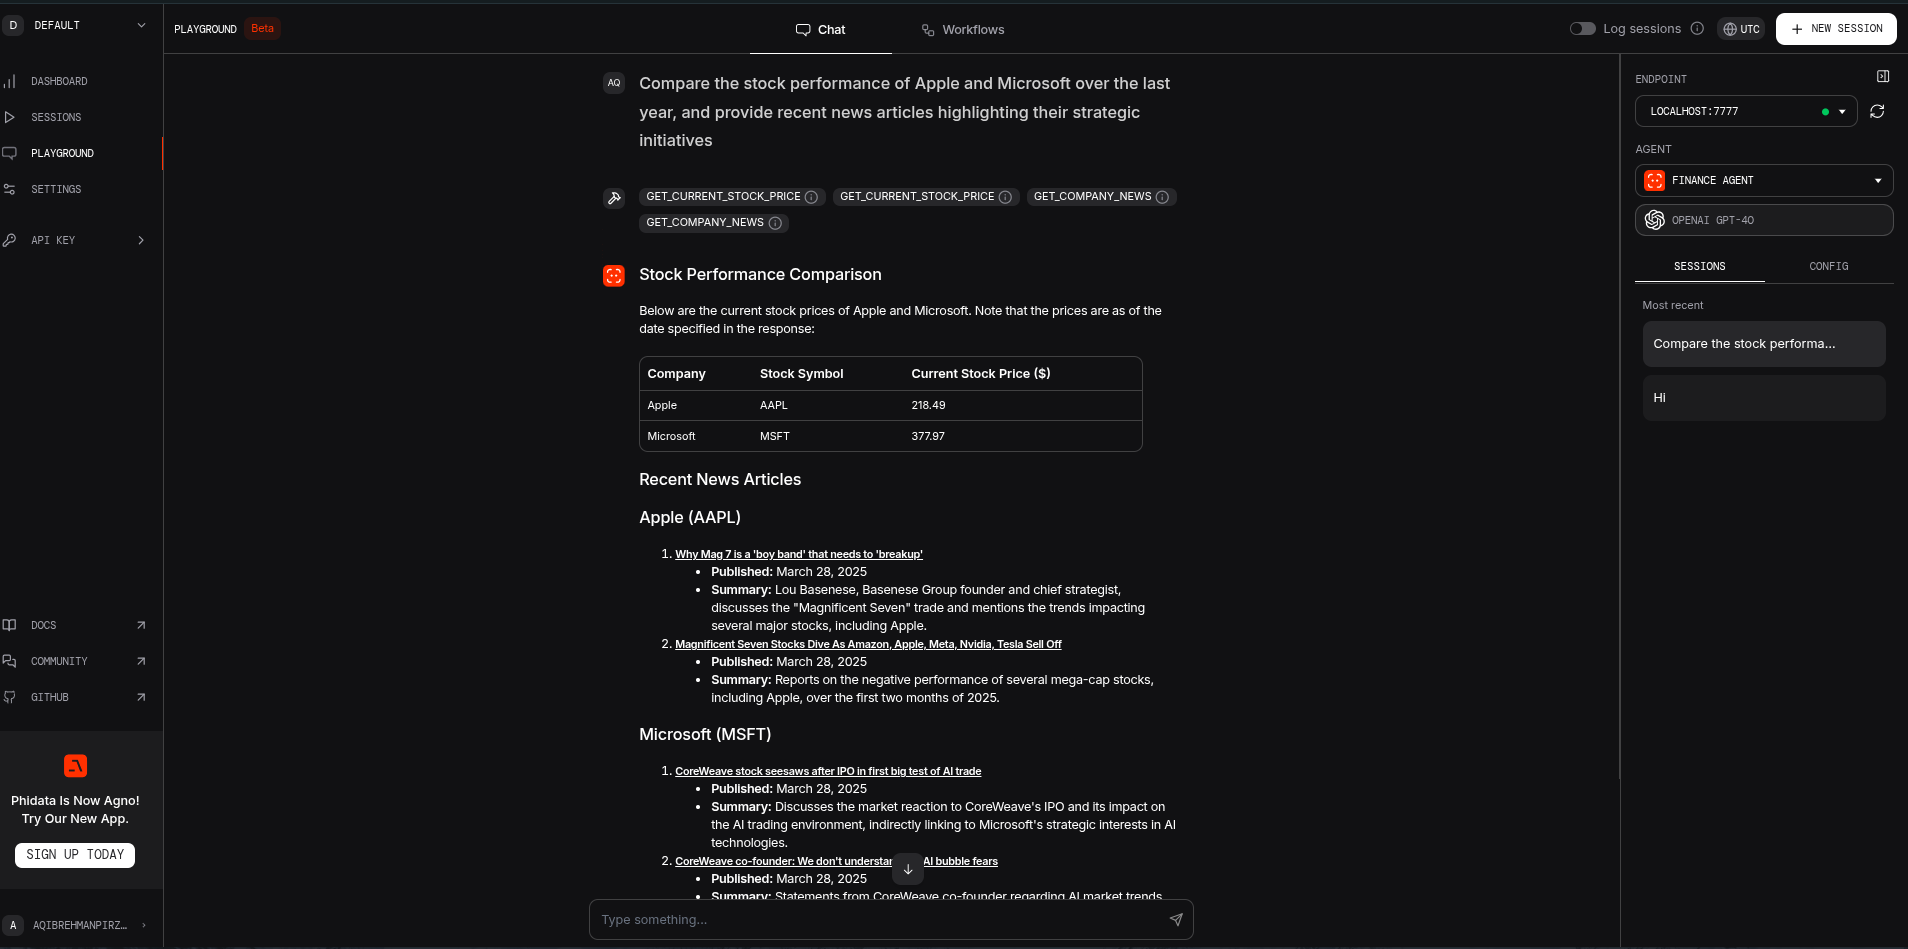 D DEFAULT
DASHBOARD
SESSIONS
PLAYGROUND
SETTINGS
API KEY
DOCS
COMMUNITY
GITHUB
Phidata Is Now Agno!
Try Our New App.
SIGN UP TODAY
A AQIBREHMANPIRZ…
PLAYGROUND Beta
Chat
Workflows
Log sessions
UTC
NEW SESSION
AQ
Compare the stock performance of Apple and Microsoft over the last
year, and provide recent news articles highlighting their strategic
initiatives
GET_CURRENT_STOCK_PRICE GET_CURRENT_STOCK_PRICE GET_COMPANY_NEWS
GET_COMPANY_NEWS
Stock Performance Comparison
Below are the current stock prices of Apple and Microsoft. Note that the prices are as of the
date specified in the response:
Company Stock Symbol Current Stock Price ($)
Apple AAPL 218.49
Microsoft MSFT 377.97
Recent News Articles
Apple (AAPL)
1. Why Mag 7 is a 'boy band' that needs to 'breakup'
• Published: March 28, 2025
• Summary: Lou Basenese, Basenese Group founder and chief strategist,
discusses the "Magnificent Seven" trade and mentions the trends impacting
several major stocks, including Apple.
2. Magnificent Seven Stocks Dive As Amazon, Apple, Meta, Nvidia, Tesla Sell Off
• Published: March 28, 2025
• Summary: Reports on the negative performance of several mega-cap stocks,
including Apple, over the first two months of 2025.
Microsoft (MSFT)
1. CoreWeave stock seesaws after IPO in first big test of AI trade
• Published: March 28, 2025
• Summary: Discusses the market reaction to CoreWeave's IPO and its impact on
the AI trading environment, indirectly linking to Microsoft's strategic interests in AI
technologies.
2. CoreWeave co-founder: We don't understan AI bubble fears
• Published: March 28, 2025
• Summary: Statements from CoreWeave co-founder regarding AI market trends
Type something...
ENDPOINT
LOCALHOST:7777
AGENT
FINANCE AGENT
OPENAI GPT-4O
SESSIONS CONFIG
Most recent
Compare the stock performa...
Hi